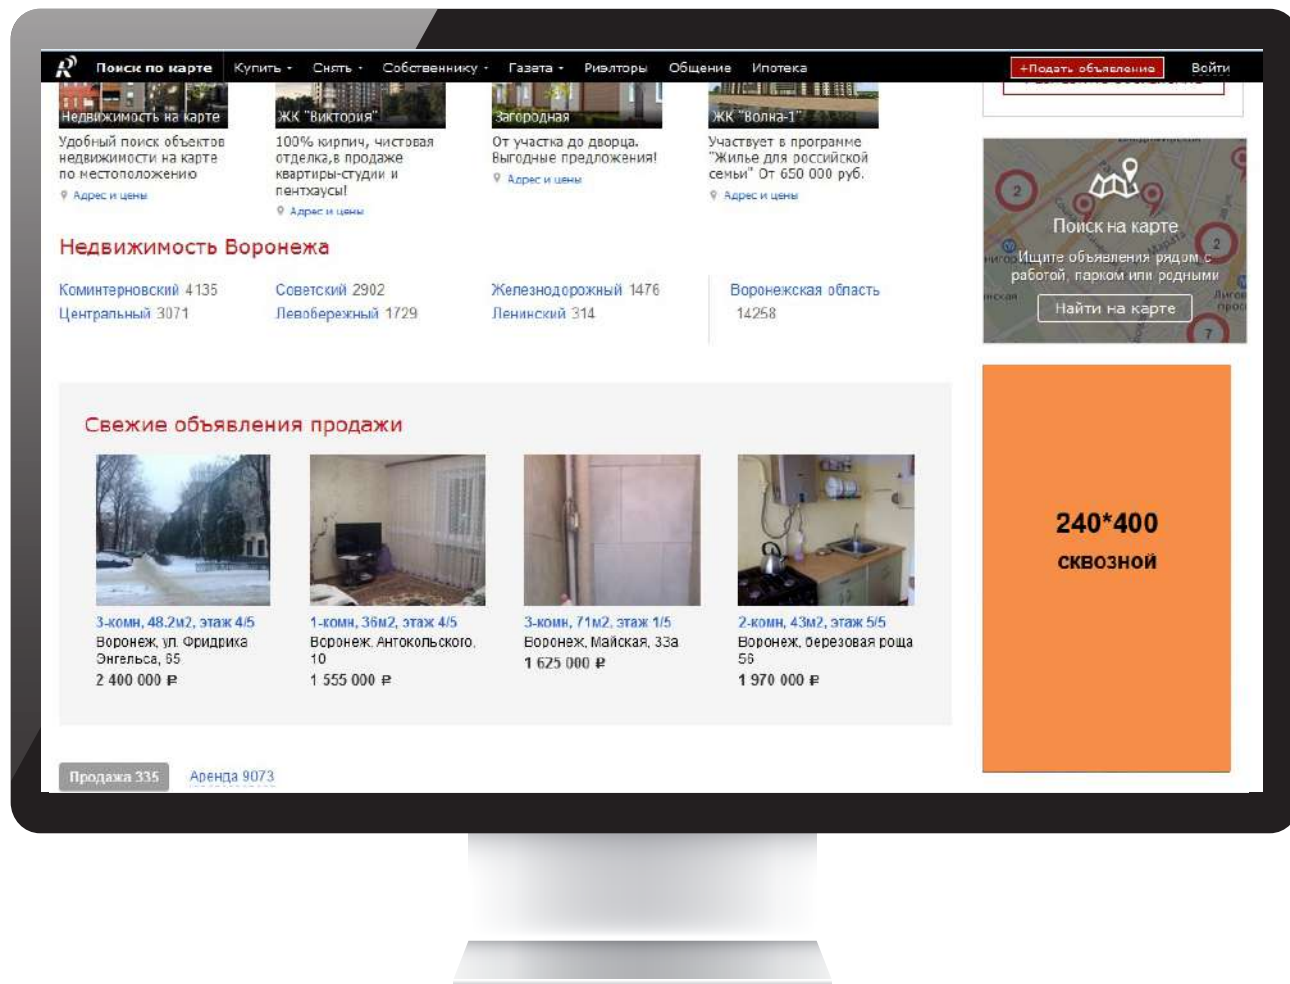 Поиск по карте Купить Снять Собственнику Газета Риэлторы Общение Ипотека +Подать объявление Войти
Недвижимость на карте
Удобный поиск объектов
недвижимости на карте
по местоположению
Адрес и цены
ЖК "Виктория"
100% кирпич, чистовая
отделка,в продаже
квартиры-студии и
пентхаусы!
Адрес и цены
Загородная
От участка до дворца.
Выгодные предложения!
Адрес и цены
ЖК "Волна-1"
Участвует в программе
"Жилье для российской
семьи" От 650 000 руб.
Адрес и цены
Недвижимость Воронежа
Коминтерновский 4135 Советский 2902 Железнодорожный 1476 Воронежская область
Центральный 3071 Левобережный 1729 Ленинский 314 14258
Поиск на карте
Ищите объявления рядом с
работой, парком или родными
Найти на карте
2
2
7
Свежие объявления продажи
3-комн, 48.2м2, этаж 4/5
Воронеж, ул. Фридриха
Энгельса, 65
2 400 000 ₽
1-комн, 36м2, этаж 4/5
Воронеж, Антокольского,
10
1 555 000 ₽
3-комн, 71м2, этаж 1/5
Воронеж, Майская, 33а
1 625 000 ₽
2-комн, 43м2, этаж 5/5
Воронеж, березовая роща
56
1 970 000 ₽
240*400
сквозной
Продажа 335 Аренда 9073